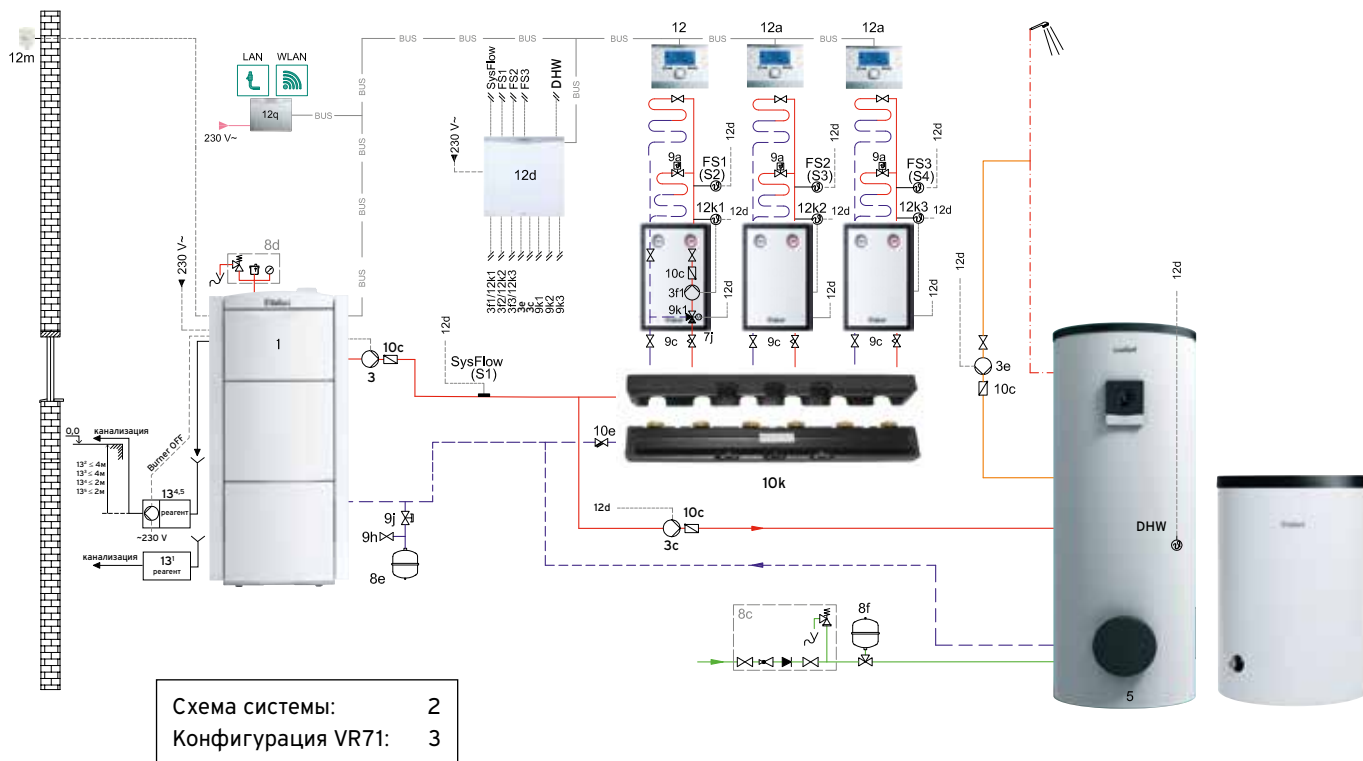 12m
LAN WLAN
12q
230 V~
BUS
BUS
BUS
BUS BUS BUS BUS BUS
12 12a 12a
SysFlow
FS1
FS2
FS3
DHW
BUS
230 V~
12d
3f1/12k1
3f2/12k2
3f3/12k3
3e
3c
9k1
9k2
9k3
9a
FS1
(S2)
12d
12k1
12d
9a
FS2
(S3)
12d
12k2
12d
9a
FS3
(S4)
12d
12k3
12d
10c
3f1
9k1
12d
12d
12d
9c
7j
9c
9c
230 V~
8d
BUS
1
12d
10c
3
SysFlow
(S1)
12d
12d
3e
10c
12d
10e
10k
0,0
канализация
13² ≤ 4м
13³ ≤ 4м
13⁴ ≤ 2м
13⁵ ≤ 2м
Burner OFF
13⁴,⁵
реагент
~230 V
канализация
13¹
реагент
9j
9h
8e
12d
10c
3c
DHW
8c
8f
5
Схема системы: 2
Конфигурация VR71: 3